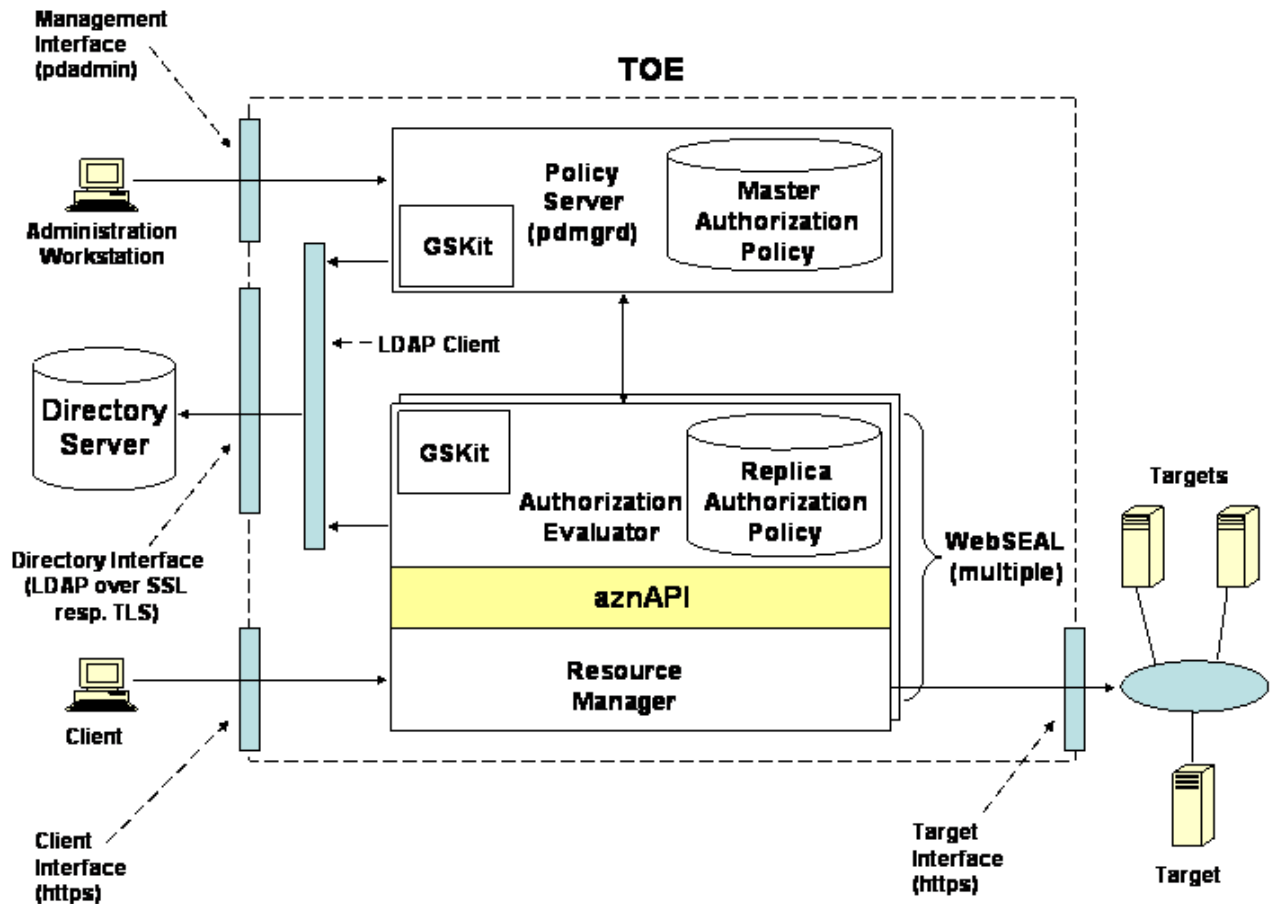 Management
Interface
(pdadmin)
TOE
Administration
Workstation
Policy
Server
(pdmgrd)
GSKit
Master
Authorization
Policy
LDAP Client
Directory
Server
GSKit
Authorization
Evaluator
Replica
Authorization
Policy
Directory Interface
(LDAP over SSL
resp. TLS)
aznAPI
WebSEAL
(multiple)
Targets
Resource
Manager
Client
Client
Interface
(https)
Target
Interface
(https)
Target